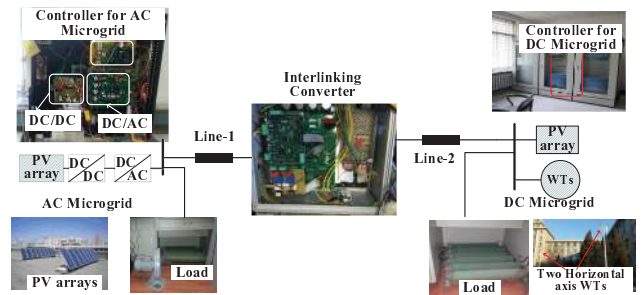 Controller for AC
Microgrid
DC/DC
DC/AC
Interlinking
Converter
Controller for
DC Microgrid
Line-1
Line-2
PV
array
DC
DC
DC
AC
AC Microgrid
PV
array
WTs
DC Microgrid
PV arrays
Load
Load
Two Horizontal
axis WTs